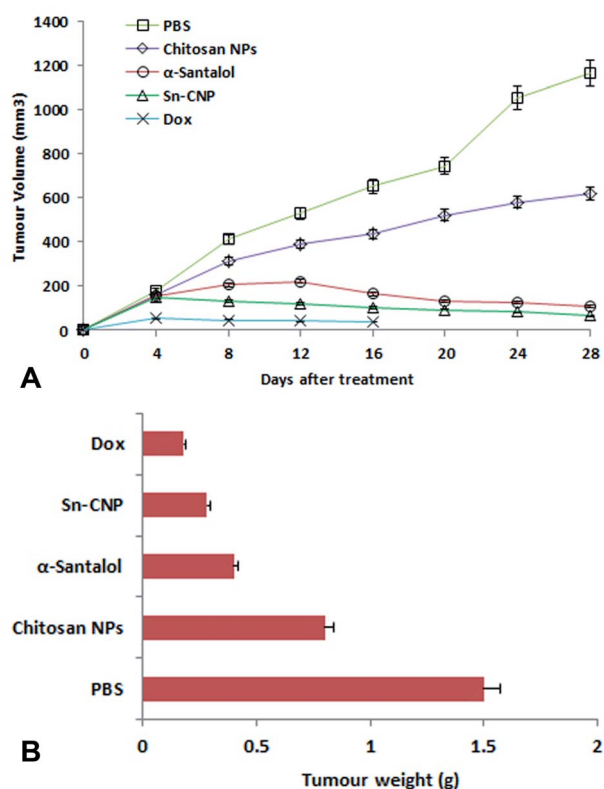 1400
1200
1000
800
600
400
200
0
Tumour Volume (mm3)
PBS
Chitosan NPs
α-Santalol
Sn-CNP
Dox
0 4 8 12 16 20 24 28
Days after treatment
A
Dox
Sn-CNP
α-Santalol
Chitosan NPs
PBS
0 0.5 1 1.5 2
Tumour weight (g)
B